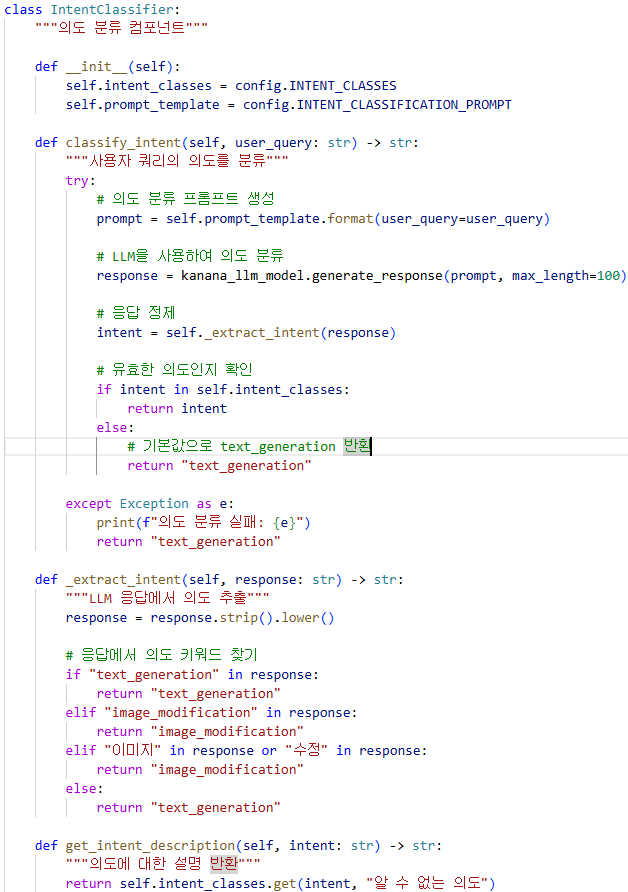 class IntentClassifier:
    """의도 분류 컴포넌트"""

    def __init__(self):
        self.intent_classes = config.INTENT_CLASSES
        self.prompt_template = config.INTENT_CLASSIFICATION_PROMPT

    def classify_intent(self, user_query: str) -> str:
        """사용자 쿼리의 의도를 분류"""
        try:
            # 의도 분류 프롬프트 생성
            prompt = self.prompt_template.format(user_query=user_query)

            # LLM을 사용하여 의도 분류
            response = kanana_llm_model.generate_response(prompt, max_length=100)

            # 응답 정제
            intent = self._extract_intent(response)

            # 유효한 의도인지 확인
            if intent in self.intent_classes:
                return intent
            else:
                # 기본값으로 text_generation 반환
                return "text_generation"

        except Exception as e:
            print(f"의도 분류 실패: {e}")
            return "text_generation"

    def _extract_intent(self, response: str) -> str:
        """LLM 응답에서 의도 추출"""
        response = response.strip().lower()

        # 응답에서 의도 키워드 찾기
        if "text_generation" in response:
            return "text_generation"
        elif "image_modification" in response:
            return "image_modification"
        elif "이미지" in response or "수정" in response:
            return "image_modification"
        else:
            return "text_generation"

    def get_intent_description(self, intent: str) -> str:
        """의도에 대한 설명 반환"""
        return self.intent_classes.get(intent, "알 수 없는 의도")